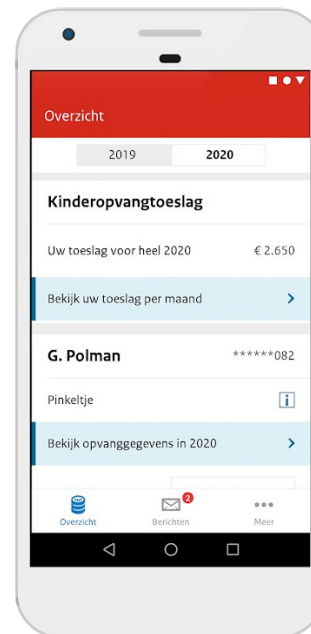 Overzicht
2019 2020
Kinderopvangtoeslag
Uw toeslag voor heel 2020 € 2.650
Bekijk uw toeslag per maand
G. Polman ******082
Pinkeltje i
Bekijk opvanggegevens in 2020
2
Overzicht Berichten Meer